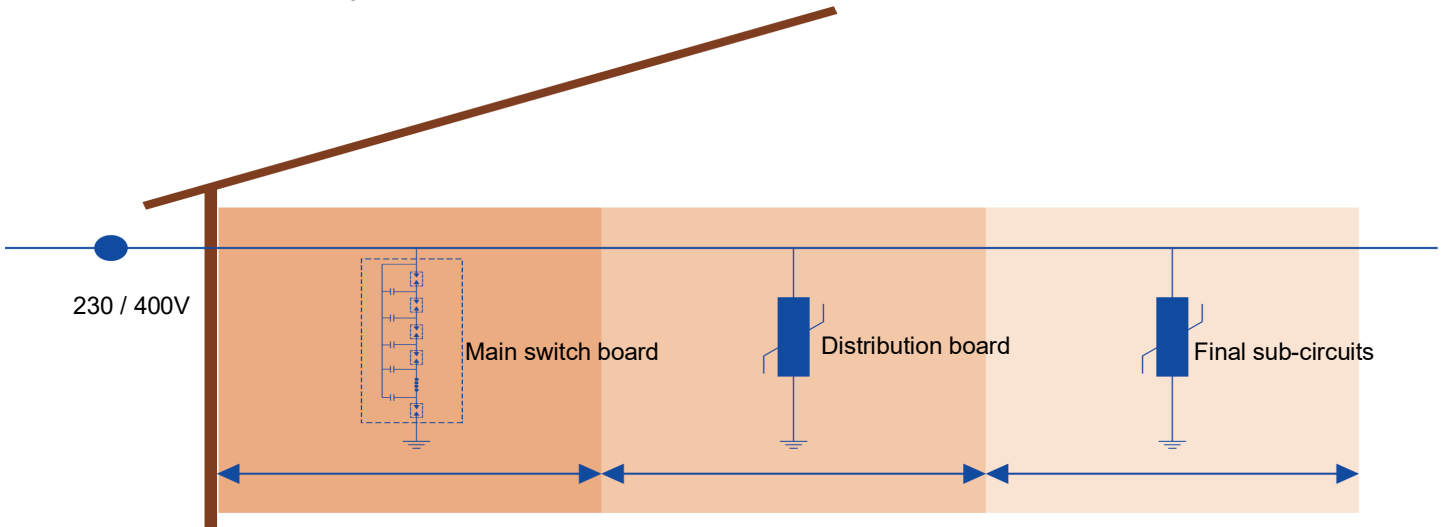 230 / 400V
Main switch board
Distribution board
Final sub-circuits